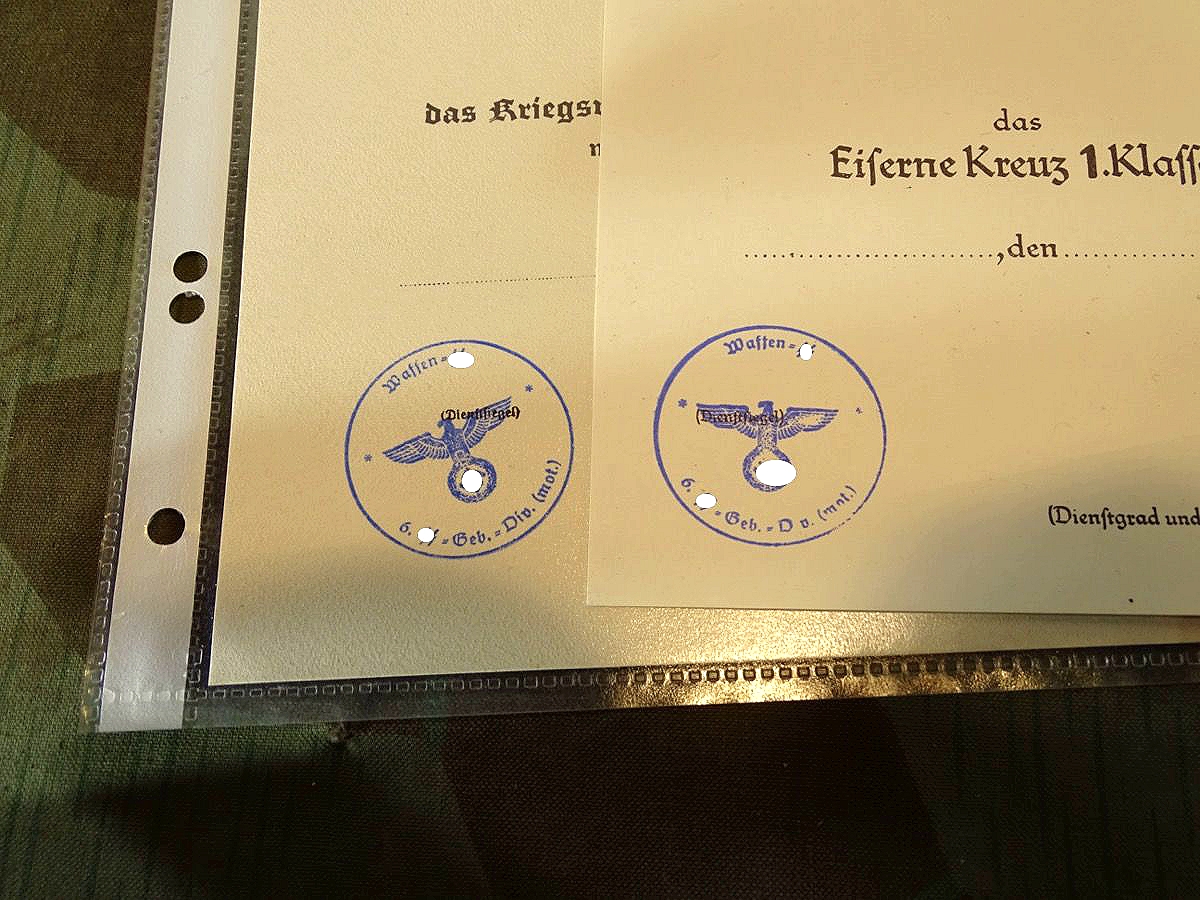 das Kriegs
das
Eiſerne Kreuz 1.Klaſſ
,den
Waffen=
(Dienſtſiegel)
6. =Geb.=Div. (mot.)
Waffen=
(Dienſtſiegel)
6. =Geb.=D v. (mot.)
(Dienſtgrad und